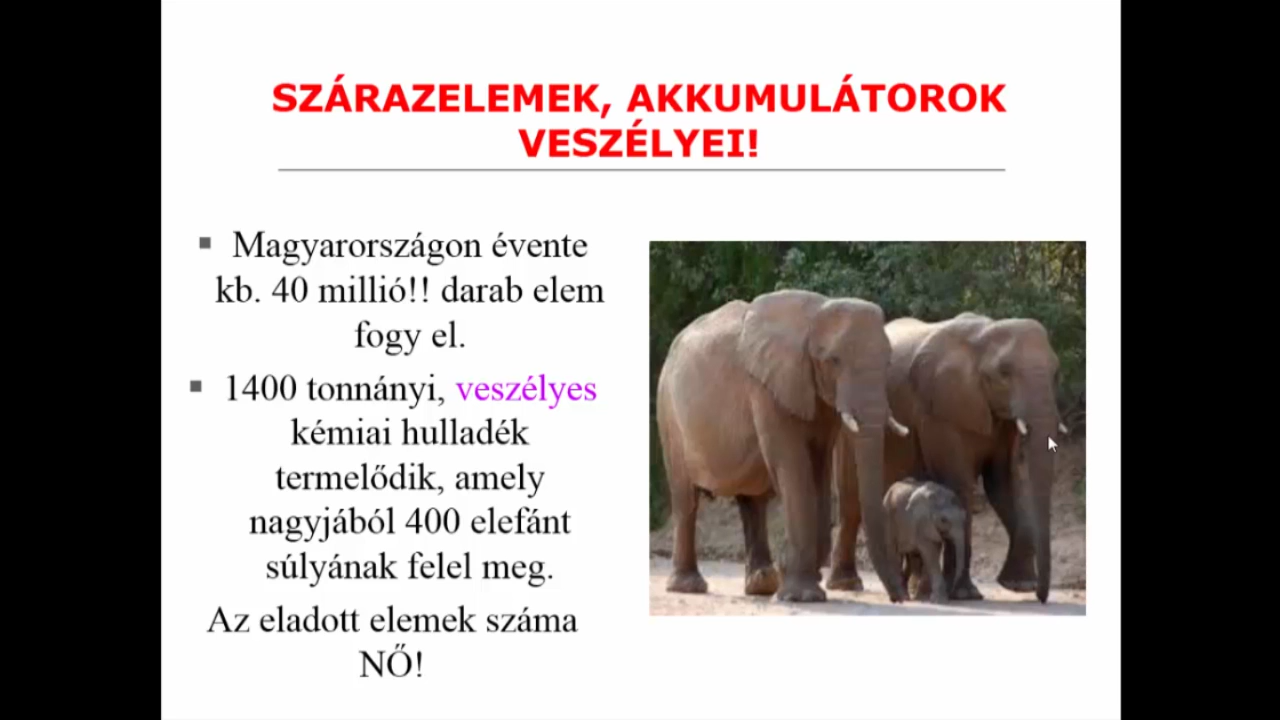 SZÁRAZELEMEK, AKKUMULÁTOROK
VESZÉLYEI!
Magyarországon évente
kb. 40 millió!! darab elem
fogy el.
1400 tonnányi, veszélyes
kémiai hulladék
termelődik, amely
nagyjából 400 elefánt
súlyának felel meg.
Az eladott elemek száma
NŐ!